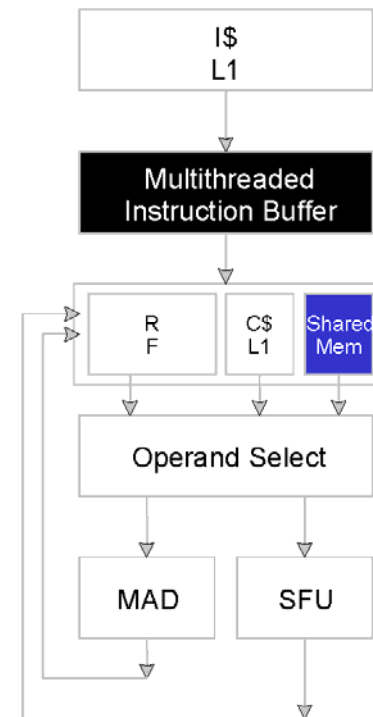 I$
L1
Multithreaded
Instruction Buffer
R
F
C$
L1
Shared
Mem
Operand Select
MAD
SFU